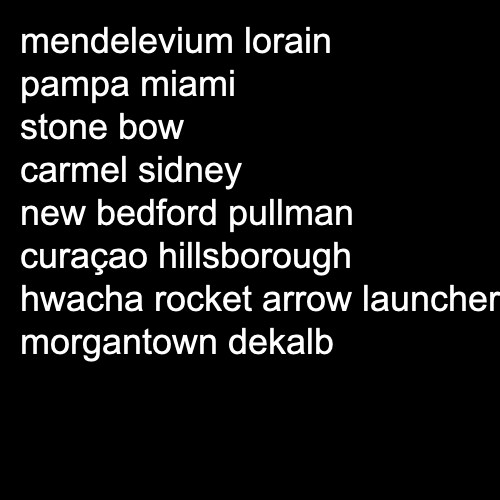 mendelevium lorain
pampa miami
stone bow
carmel sidney
new bedford pullman
curaçao hillsborough
hwacha rocket arrow launcher
morgantown dekalb